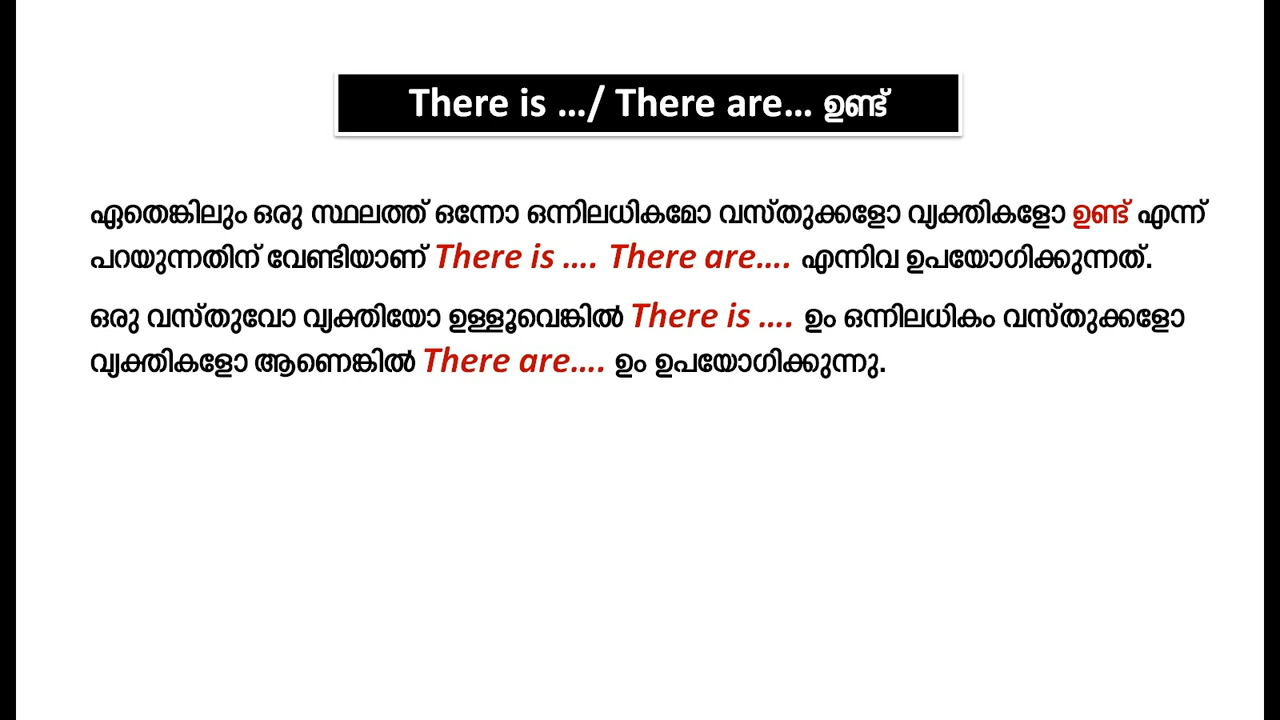 There is .../ There are... ഉണ്ട്
ഏതെങ്കിലും ഒരു സ്ഥലത്ത് ഒന്നോ ഒന്നിലധികമോ വസ്തുക്കളോ വ്യക്തികളോ ഉണ്ട് എന്ന്
പറയുന്നതിന് വേണ്ടിയാണ് There is .... There are.... എന്നിവ ഉപയോഗിക്കുന്നത്.
ഒരു വസ്തുവോ വ്യക്തിയോ ഉള്ളൂവെങ്കിൽ There is .... ഉം ഒന്നിലധികം വസ്തുക്കളോ
വ്യക്തികളോ ആണെങ്കിൽ There are.... ഉം ഉപയോഗിക്കുന്നു.